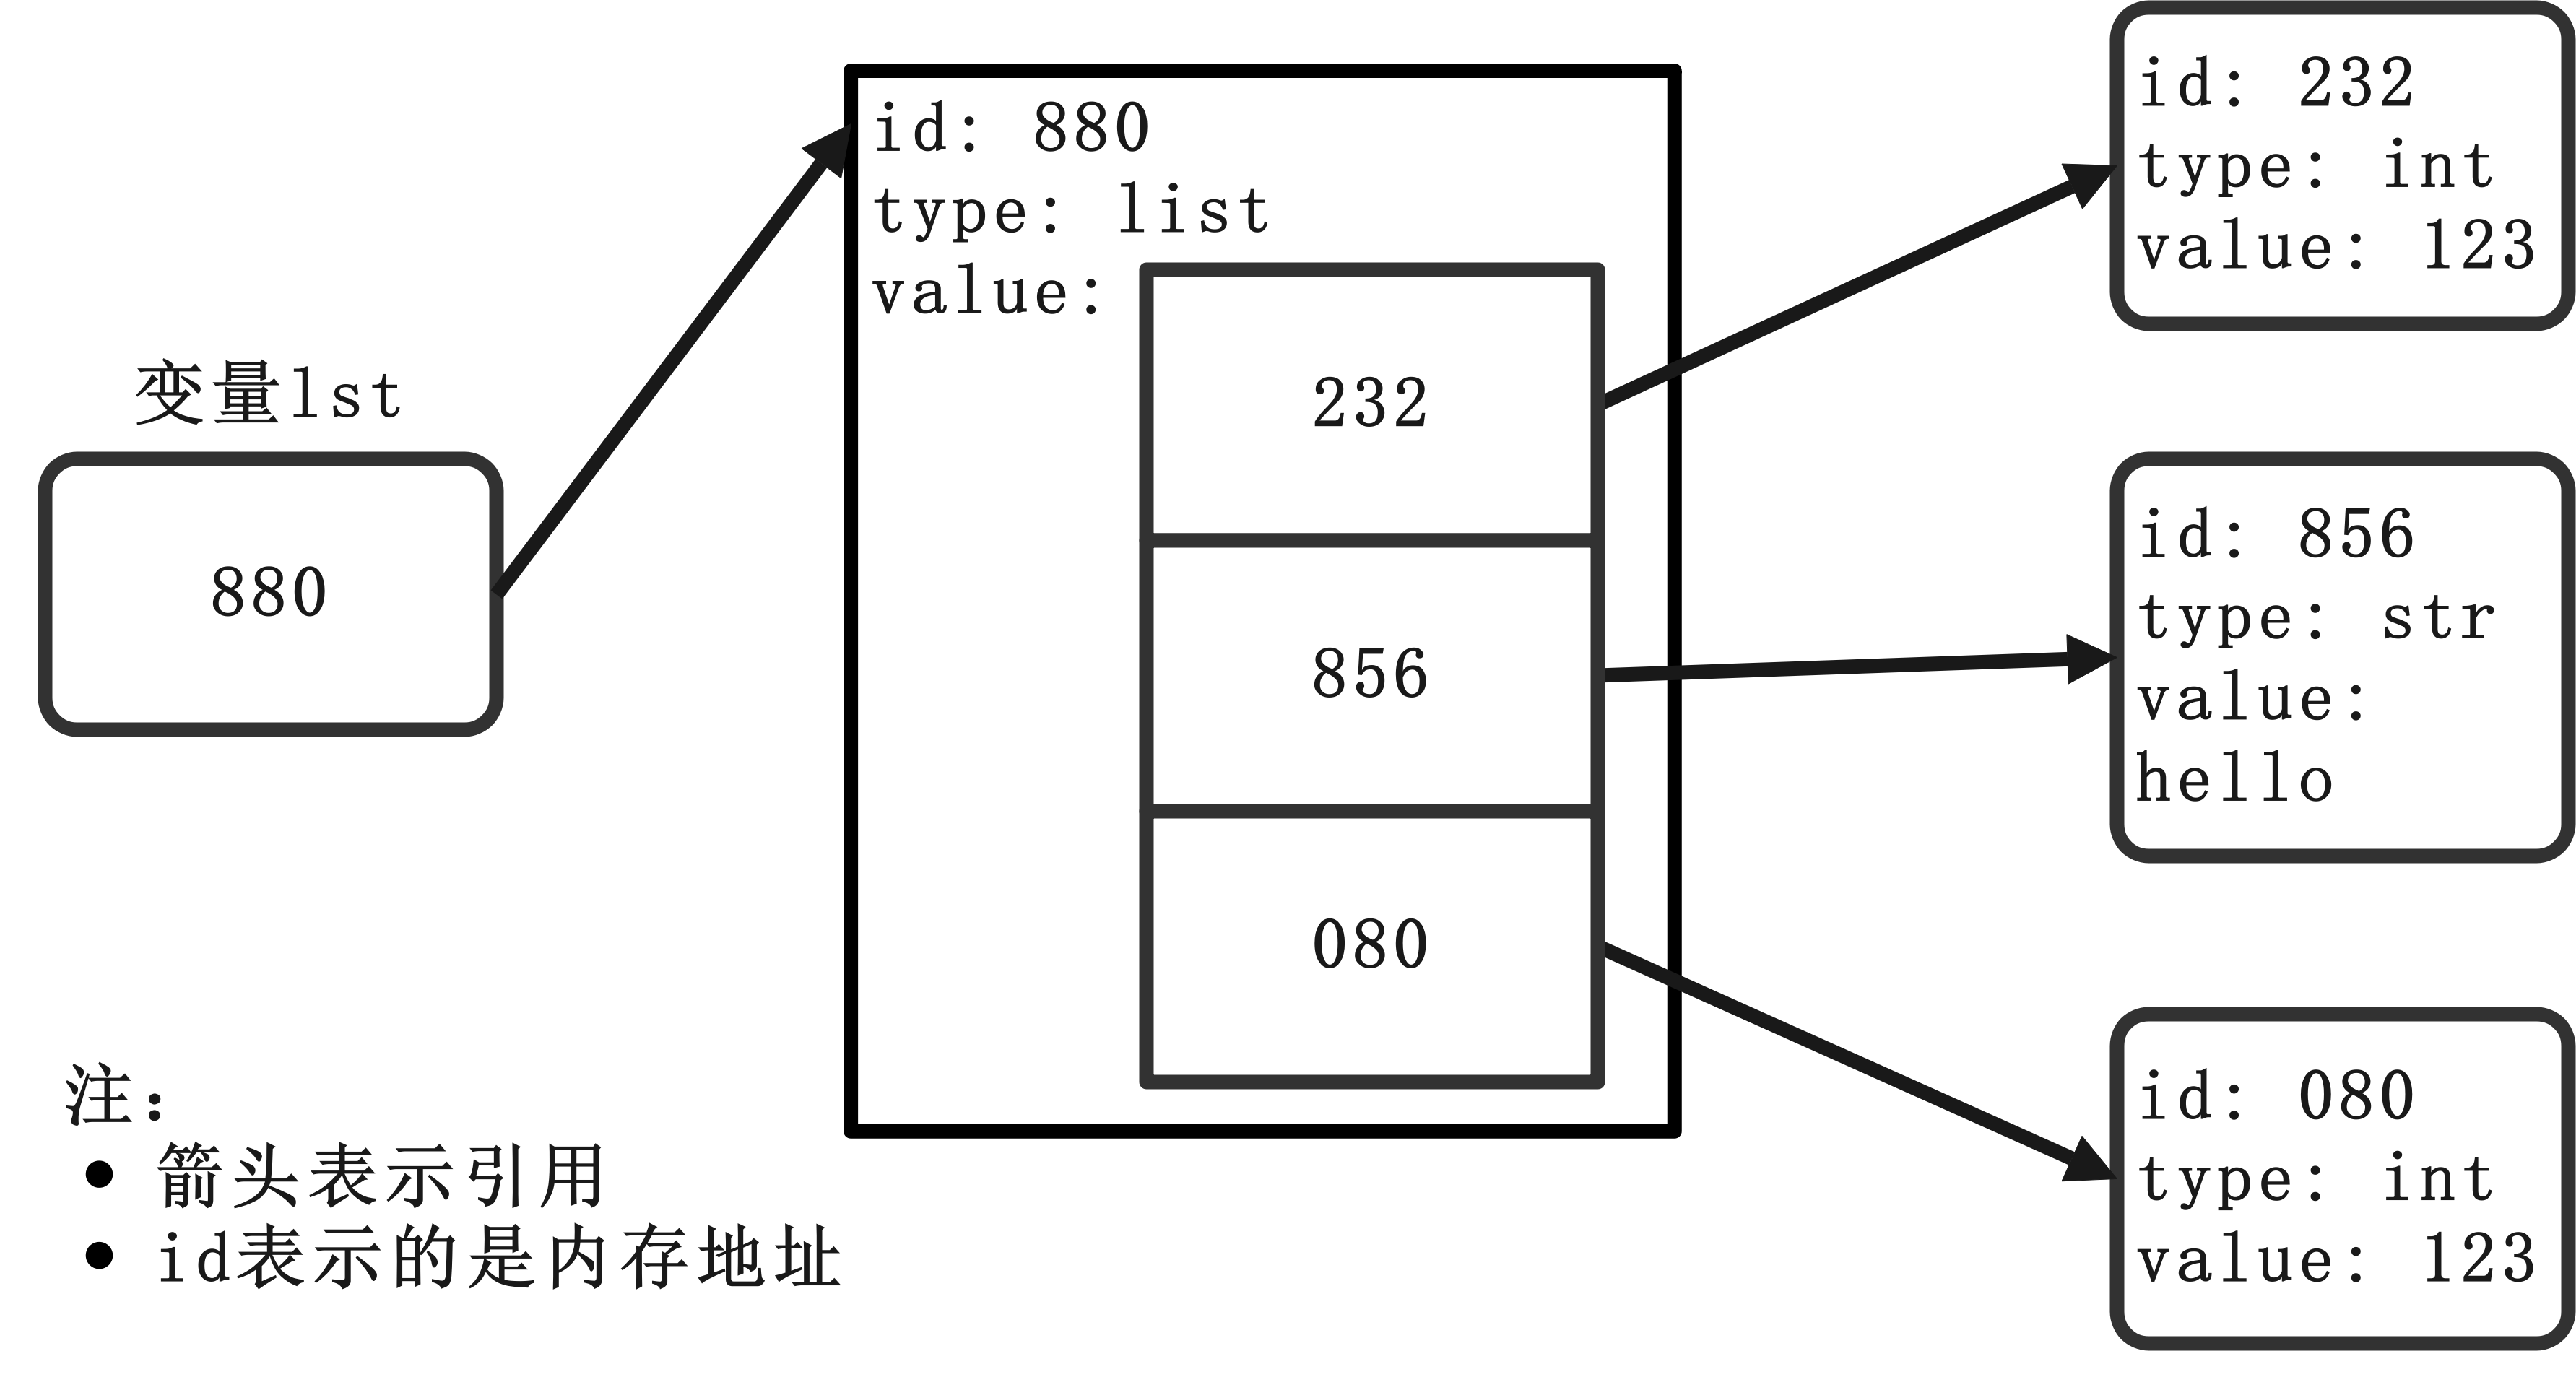 变量lst
880
id: 880
type: list
value:
232
856
080
id: 232
type: int
value: 123
id: 856
type: str
value:
hello
id: 080
type: int
value: 123
注:
● 箭头表示引用
● id表示的是内存地址